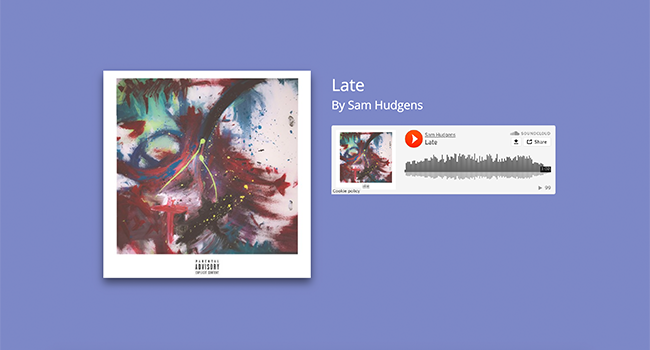 Late
By Sam Hudgens
Sam Hudgens
SOUNDCLOUD
Late
Share
Cookie policy
99
PARENTAL
ADVISORY
EXPLICIT CONTENT